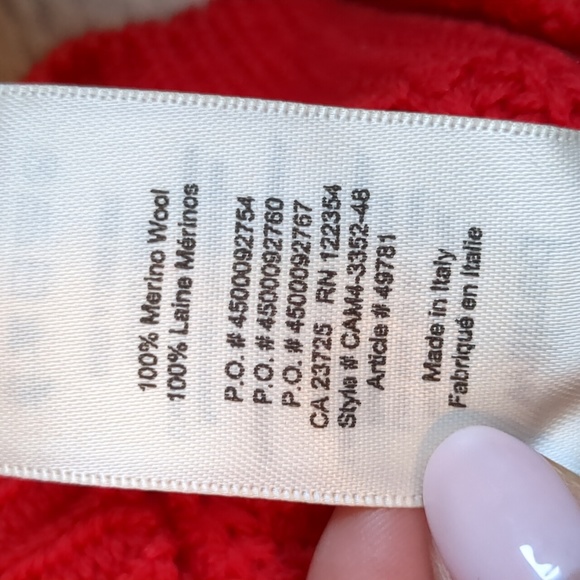 100% Merino Wool
100% Laine Mérinos
P.O. # 4500092754
P.O. # 4500092760
P.O. # 4500092767
CA 23725 RN 122354
Style # CAM4-3352-48
Article # 49781
Made in Italy
Fabriqué en Italie